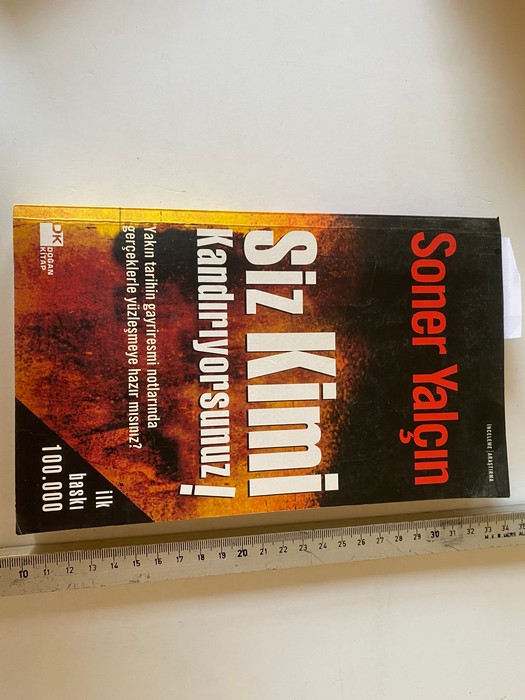 İNCELEME / ARAŞTIRMA
Soner Yalçın
Siz Kimi
Kandırıyorsunuz!
Yakın tarihin gayriresmi notlarında
gerçeklerle yüzleşmeye hazır mısınız?
DK
DOĞAN
KİTAP
ilk
baskı
100.000
10 11 12 13 14 15 16 17 18 19 20 21 22 23 24 25 26 27 28 29 30 31 32 33 34 35